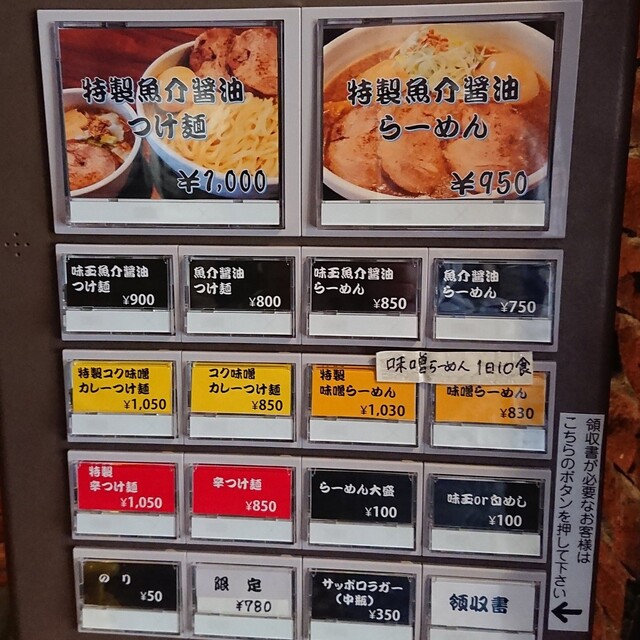 特製魚介醤油
つけ麺
¥1,000
特製魚介醤油
らーめん
¥950
味玉魚介醤油
つけ麺
¥900
魚介醤油
つけ麺
¥800
味玉魚介醤油
らーめん
¥850
魚介醤油
らーめん
¥750
特製コク味噌
カレーつけ麺
¥1,050
コク味噌
カレーつけ麺
¥850
特製
味噌らーめん
¥1,030
味噌らーめん1日10食
味噌らーめん
¥830
特製
辛つけ麺
¥1,050
辛つけ麺
¥850
らーめん大盛
¥100
味玉or白めし
¥100
のり
¥50
限定
¥780
サッポロラガー
(中瓶)
¥350
領収書
領収書が必要なお客様は
こちらのボタンを押して下さい
←